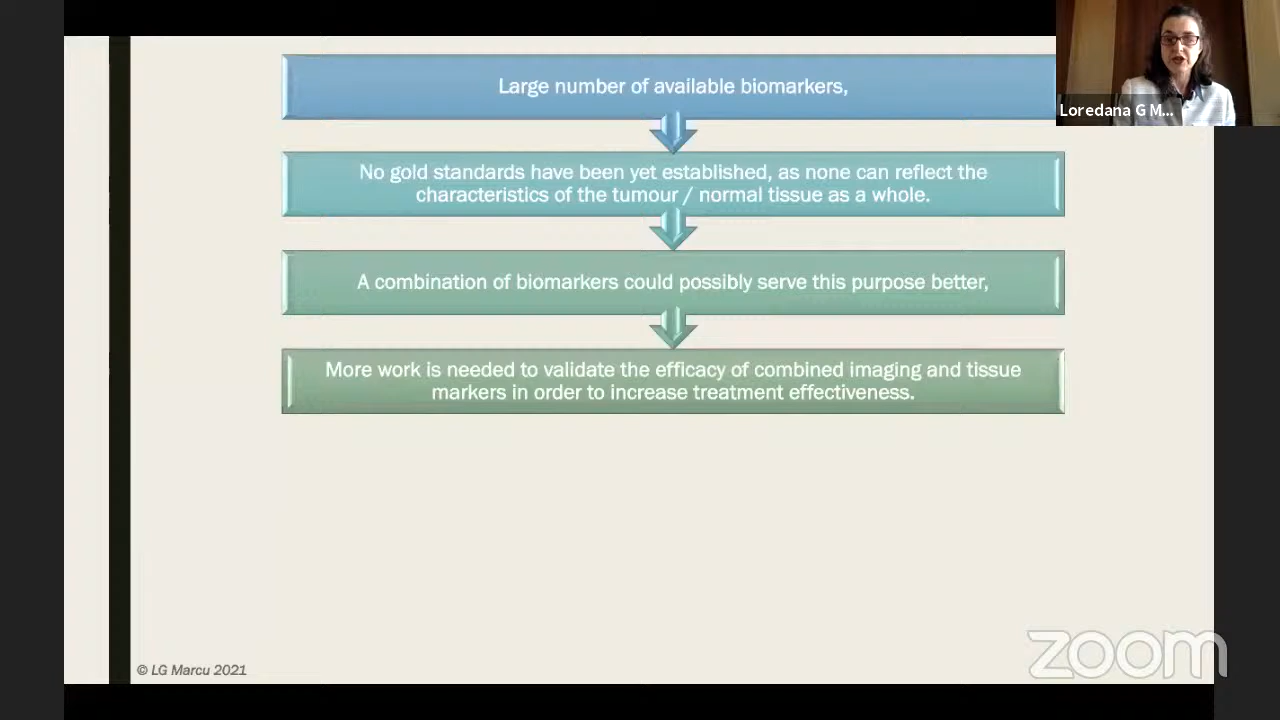 Large number of available biomarkers,
Loredana G M...
No gold standards have been yet established, as none can reflect the
characteristics of the tumour / normal tissue as a whole.
A combination of biomarkers could possibly serve this purpose better,
More work is needed to validate the efficacy of combined imaging and tissue
markers in order to increase treatment effectiveness.
© LG Marcu 2021
zoom